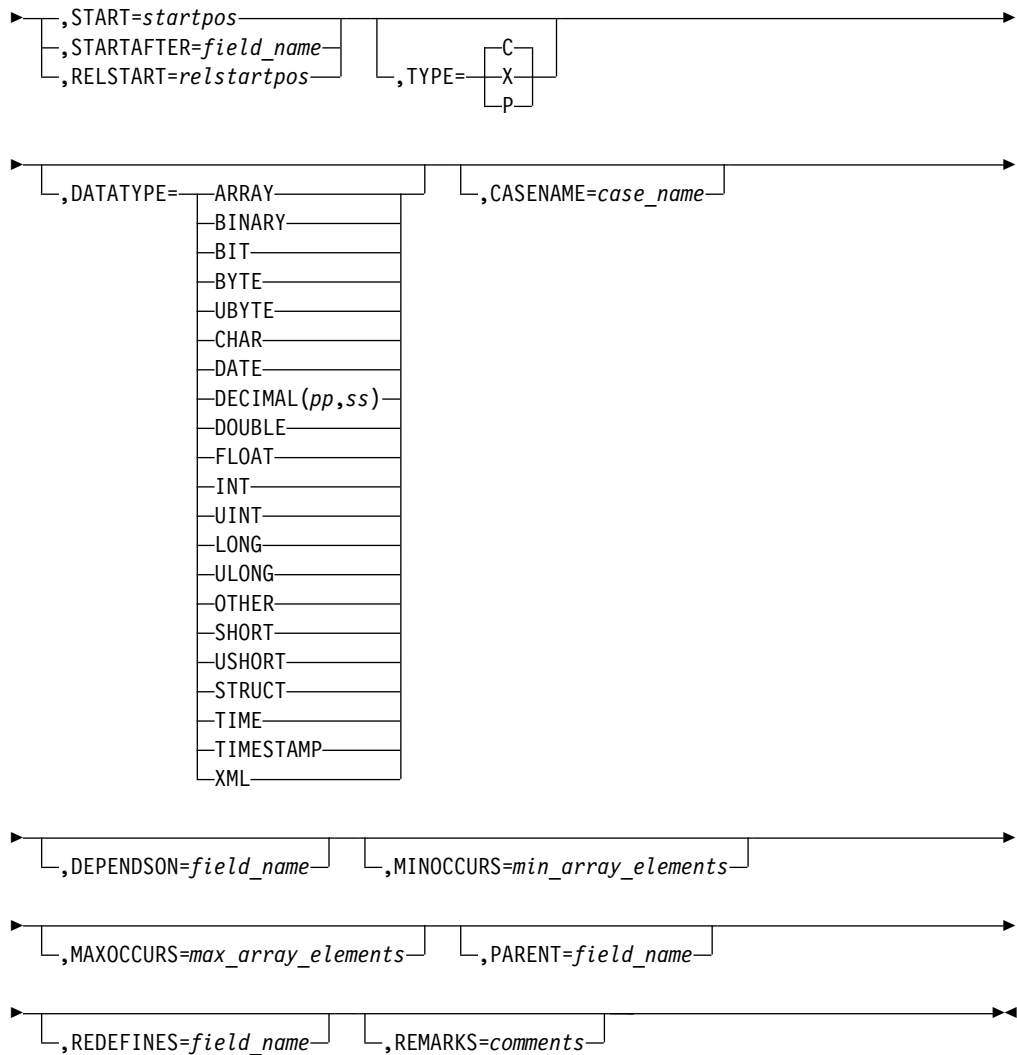 ,START=startpos
,STARTAFTER=field_name
,RELSTART=relstartpos
,TYPE=
C
X
P
,DATATYPE=
ARRAY
BINARY
BIT
BYTE
UBYTE
CHAR
DATE
DECIMAL(pp,ss)
DOUBLE
FLOAT
INT
UINT
LONG
ULONG
OTHER
SHORT
USHORT
STRUCT
TIME
TIMESTAMP
XML
,CASENAME=case_name
,DEPENDSON=field_name
,MINOCCURS=min_array_elements
,MAXOCCURS=max_array_elements
,PARENT=field_name
,REDEFINES=field_name
,REMARKS=comments